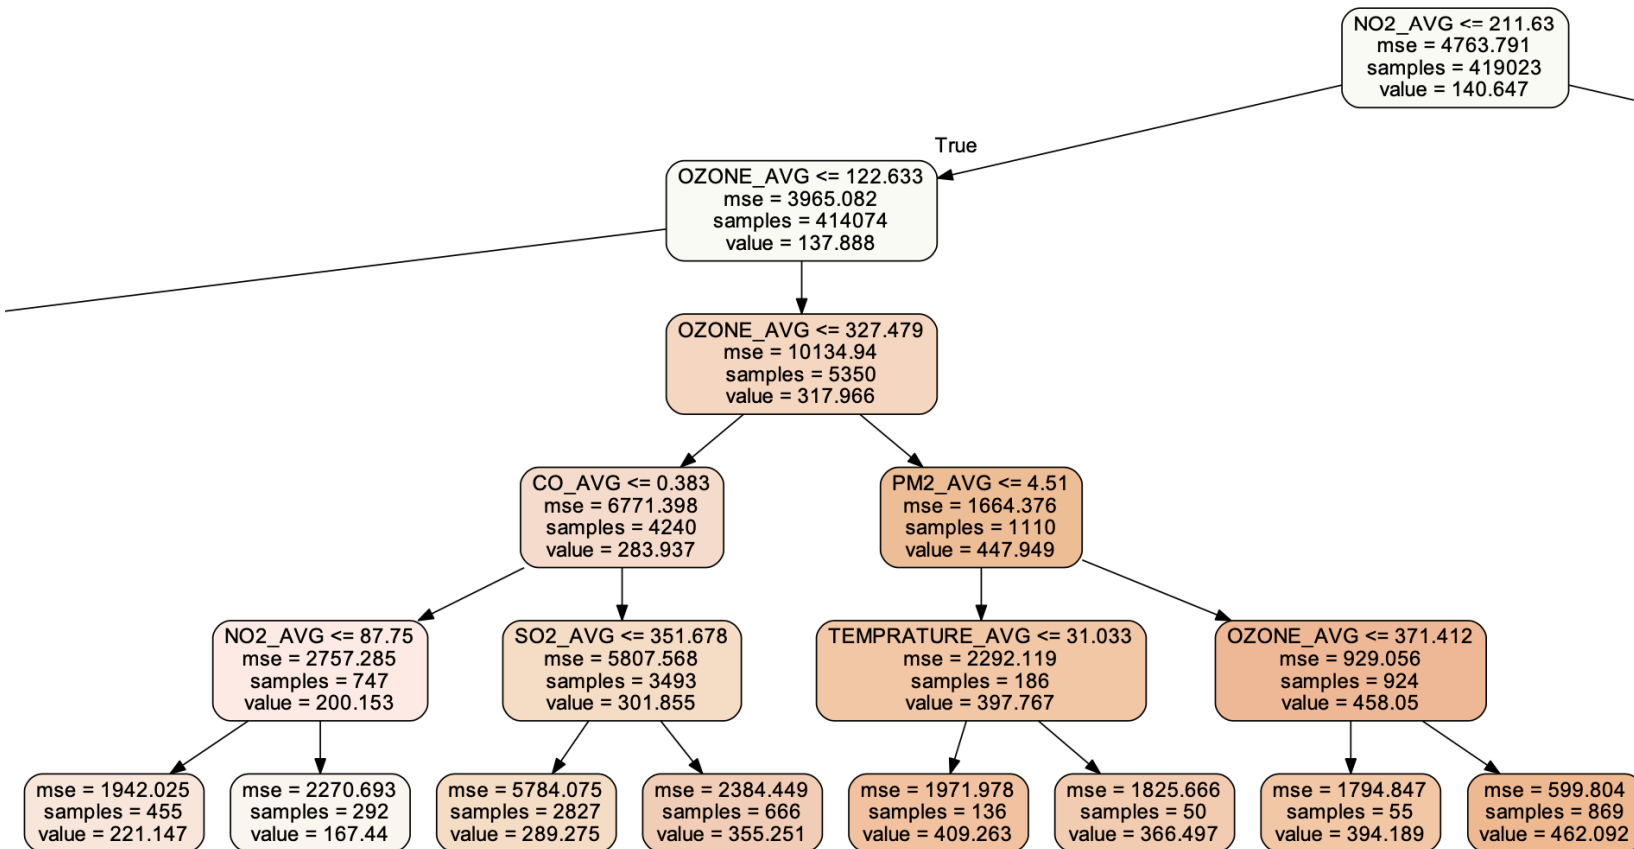 NO2_AVG <= 211.63
mse = 4763.791
samples = 419023
value = 140.647
True
OZONE_AVG <= 122.633
mse = 3965.082
samples = 414074
value = 137.888
OZONE_AVG <= 327.479
mse = 10134.94
samples = 5350
value = 317.966
CO_AVG <= 0.383
mse = 6771.398
samples = 4240
value = 283.937
PM2_AVG <= 4.51
mse = 1664.376
samples = 1110
value = 447.949
NO2_AVG <= 87.75
mse = 2757.285
samples = 747
value = 200.153
SO2_AVG <= 351.678
mse = 5807.568
samples = 3493
value = 301.855
TEMPRATURE_AVG <= 31.033
mse = 2292.119
samples = 186
value = 397.767
OZONE_AVG <= 371.412
mse = 929.056
samples = 924
value = 458.05
mse = 1942.025
samples = 455
value = 221.147
mse = 2270.693
samples = 292
value = 167.44
mse = 5784.075
samples = 2827
value = 289.275
mse = 2384.449
samples = 666
value = 355.251
mse = 1971.978
samples = 136
value = 409.263
mse = 1825.666
samples = 50
value = 366.497
mse = 1794.847
samples = 55
value = 394.189
mse = 599.804
samples = 869
value = 462.092